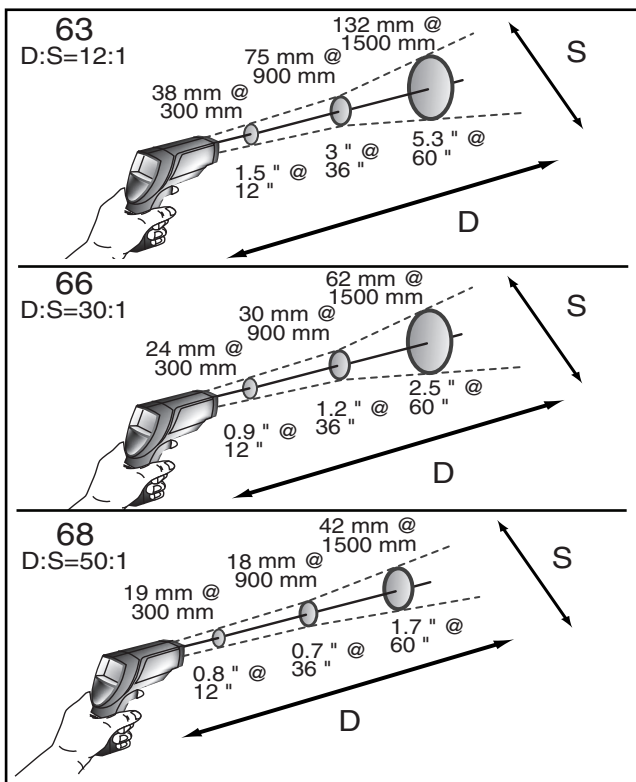 63
D:S=12:1
38 mm @
300 mm
75 mm @
900 mm
132 mm @
1500 mm
S
1.5 " @
12 "
3 " @
36 "
5.3 " @
60 "
D
66
D:S=30:1
24 mm @
300 mm
30 mm @
900 mm
62 mm @
1500 mm
S
0.9 " @
12 "
1.2 " @
36 "
2.5 " @
60 "
D
68
D:S=50:1
19 mm @
300 mm
18 mm @
900 mm
42 mm @
1500 mm
S
0.8 " @
12 "
0.7 " @
36 "
1.7 " @
60 "
D